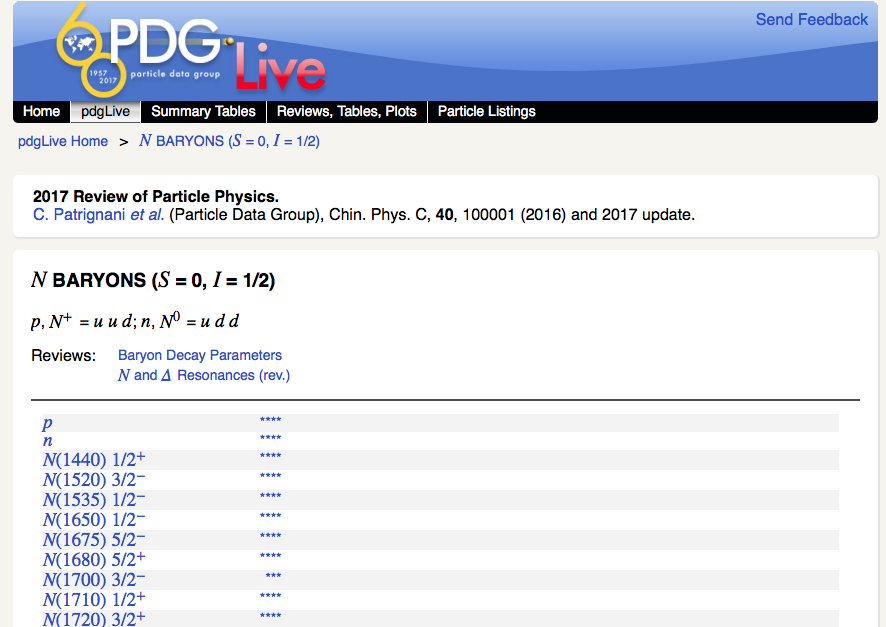 Send Feedback
60 PDG Live
1957 2017 particle data group
Home pdgLive Summary Tables Reviews, Tables, Plots Particle Listings
pdgLive Home > N BARYONS (S = 0, I = 1/2)
2017 Review of Particle Physics.
C. Patrignani et al. (Particle Data Group), Chin. Phys. C, 40, 100001 (2016) and 2017 update.
N BARYONS (S = 0, I = 1/2)
p, N⁺ = u u d; n, N⁰ = u d d
Reviews: Baryon Decay Parameters
N and Δ Resonances (rev.)
p ****
n ****
N(1440) 1/2⁺ ****
N(1520) 3/2⁻ ****
N(1535) 1/2⁻ ****
N(1650) 1/2⁻ ****
N(1675) 5/2⁻ ****
N(1680) 5/2⁺ ****
N(1700) 3/2⁻ ***
N(1710) 1/2⁺ ****
N(1720) 3/2⁺ ****